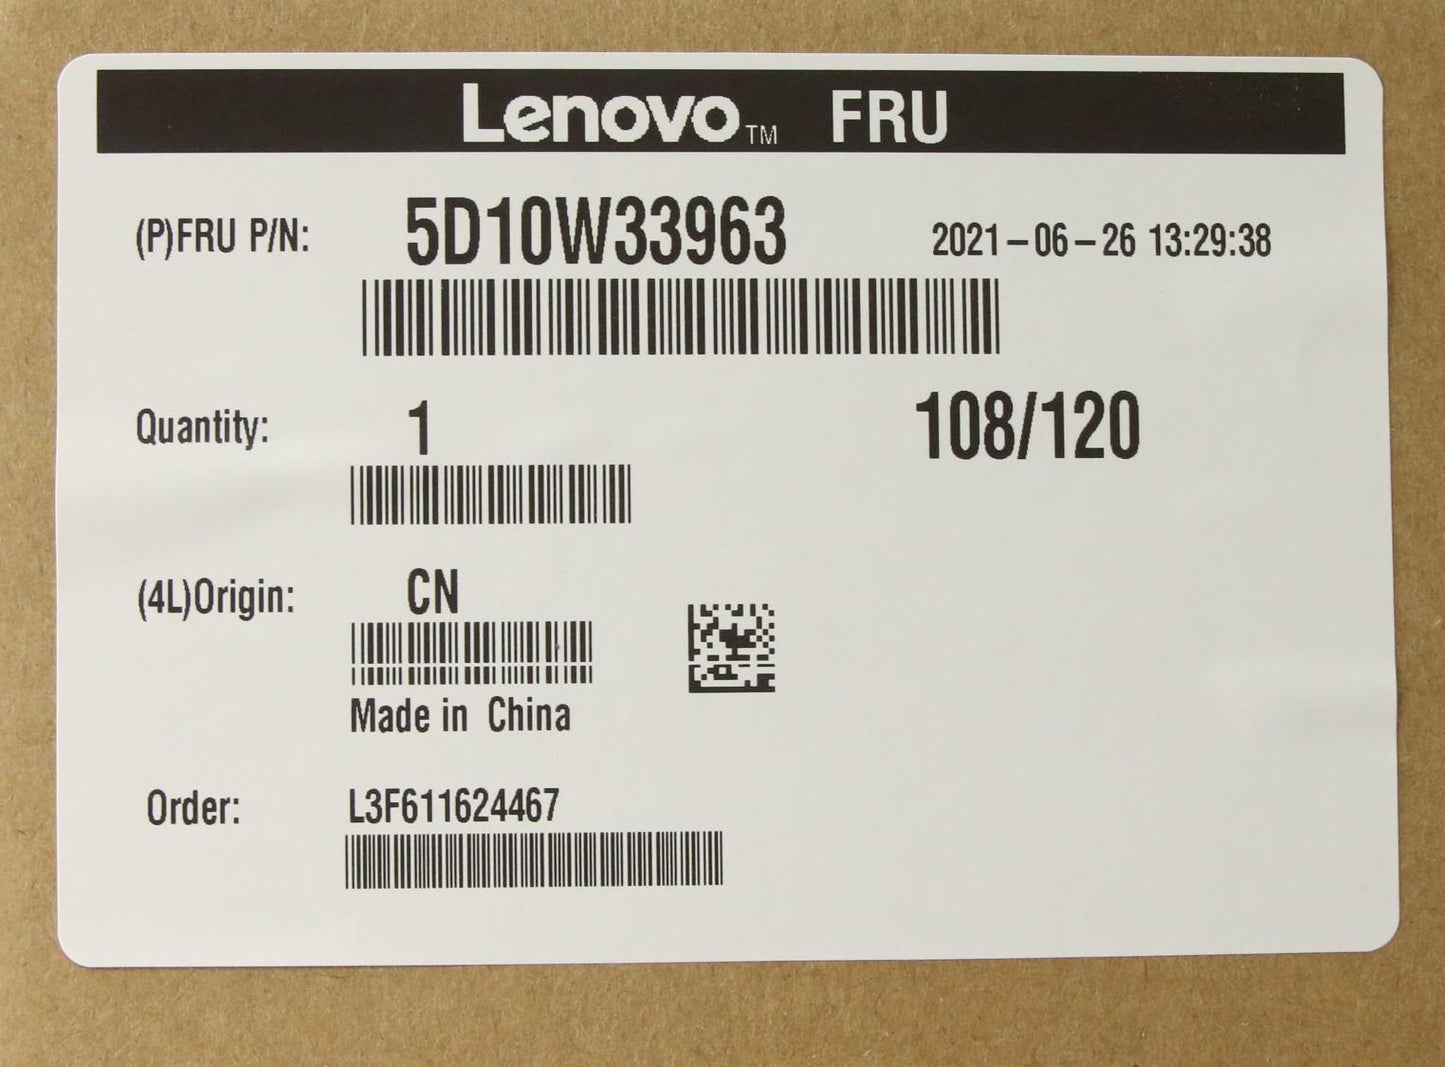 Lenovo™ FRU
(P)FRU P/N: 5D10W33963 2021-06-26 13:29:38
Quantity: 1 108/120
(4L)Origin: CN
Made in China
Order: L3F611624467